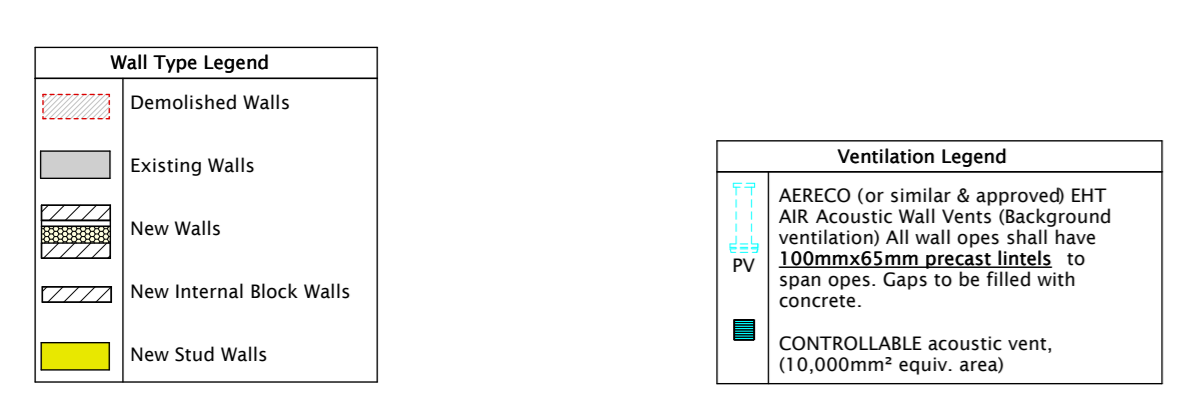 Wall Type Legend
Demolished Walls
Existing Walls
New Walls
New Internal Block Walls
New Stud Walls
Ventilation Legend
PV
AERECO (or similar & approved) EHT
AIR Acoustic Wall Vents (Background
ventilation) All wall opes shall have
100mmx65mm precast lintels to
span opes. Gaps to be filled with
concrete.
CONTROLLABLE acoustic vent,
(10,000mm² equiv. area)